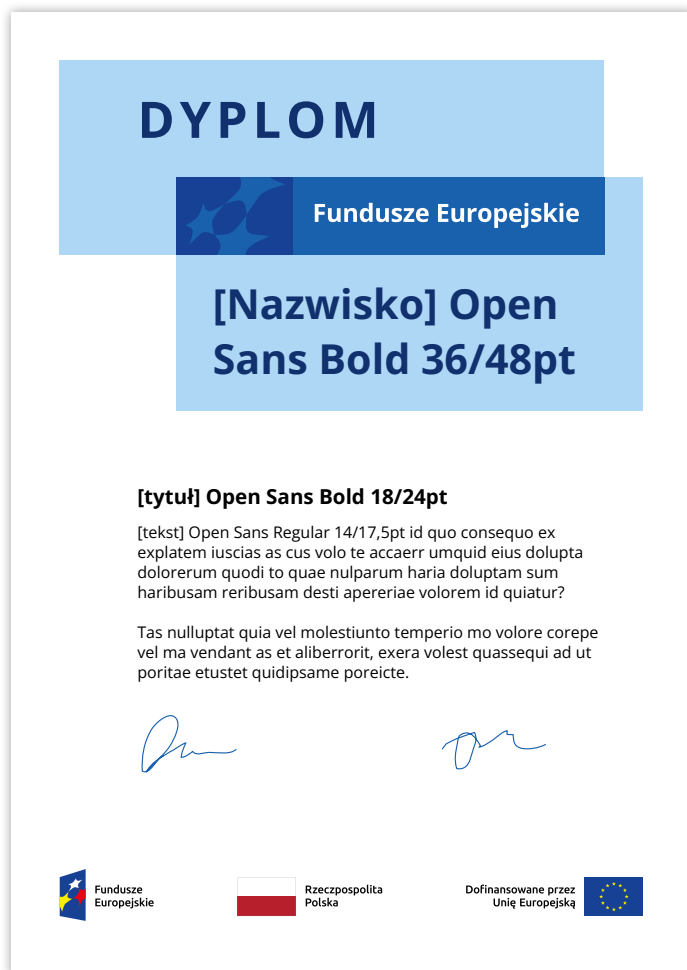 DYPLOM
Fundusze Europejskie
[Nazwisko] Open
Sans Bold 36/48pt
[tytuł] Open Sans Bold 18/24pt
[tekst] Open Sans Regular 14/17,5pt id quo consequo ex
explatem iuscias as cus volo te accaerr umquid eius dolupta
dolorerum quodi to quae nulparum haria doluptam sum
haribusam reribusam desti apereriae volorem id quiatur?
Tas nulluptat quia vel molestiunto temperio mo volore corepe
vel ma vendant as et aliberrorit, exera volest quassequi ad ut
poritae etustet quidipsame poreicte.
Fundusze
Europejskie
Rzeczpospolita
Polska
Dofinansowane przez
Unię Europejską